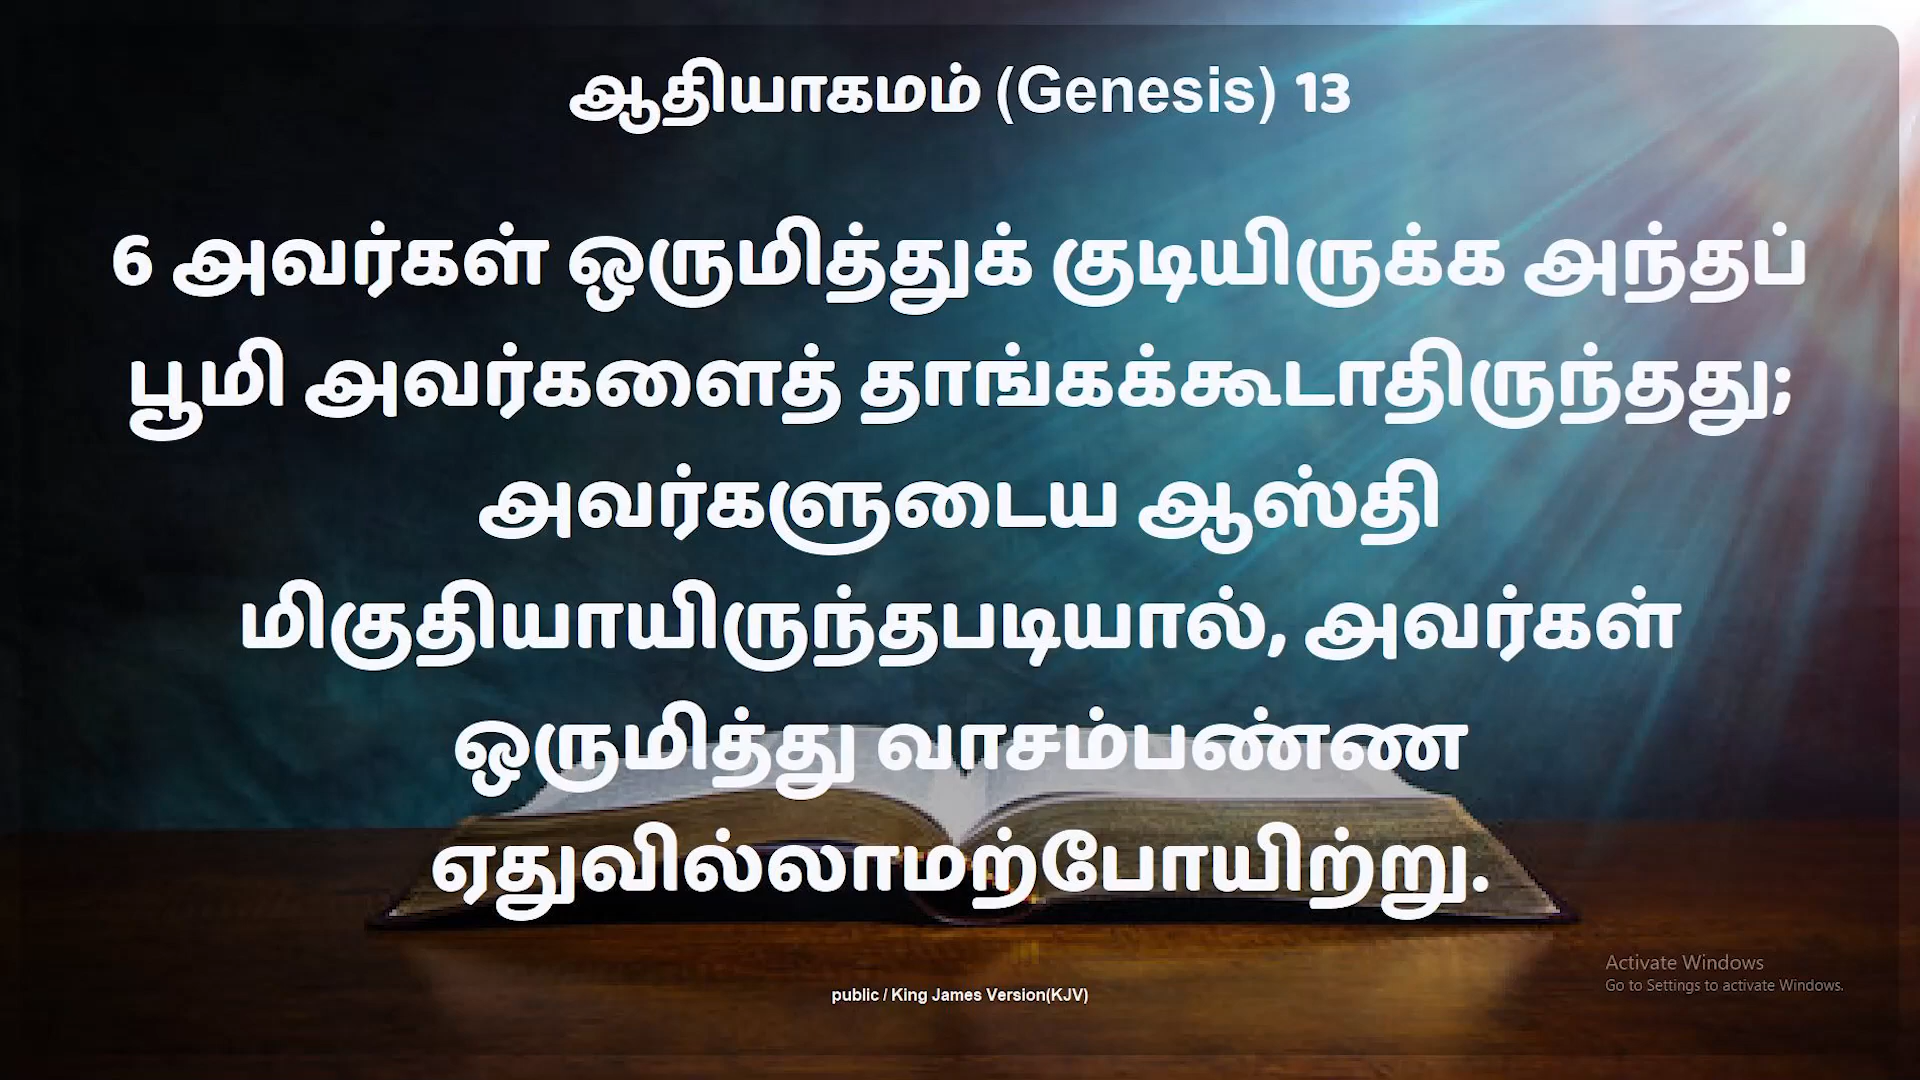 ஆதியாகமம் (Genesis) 13
6 அவர்கள் ஒருமித்துக் குடியிருக்க அந்தப்
பூமி அவர்களைத் தாங்கக்கூடாதிருந்தது;
அவர்களுடைய ஆஸ்தி
மிகுதியாயிருந்தபடியால், அவர்கள்
ஒருமித்து வாசம்பண்ண
ஏதுவில்லாமற்போயிற்று.
Activate Windows
Go to Settings to activate Windows.
public / King James Version(KJV)